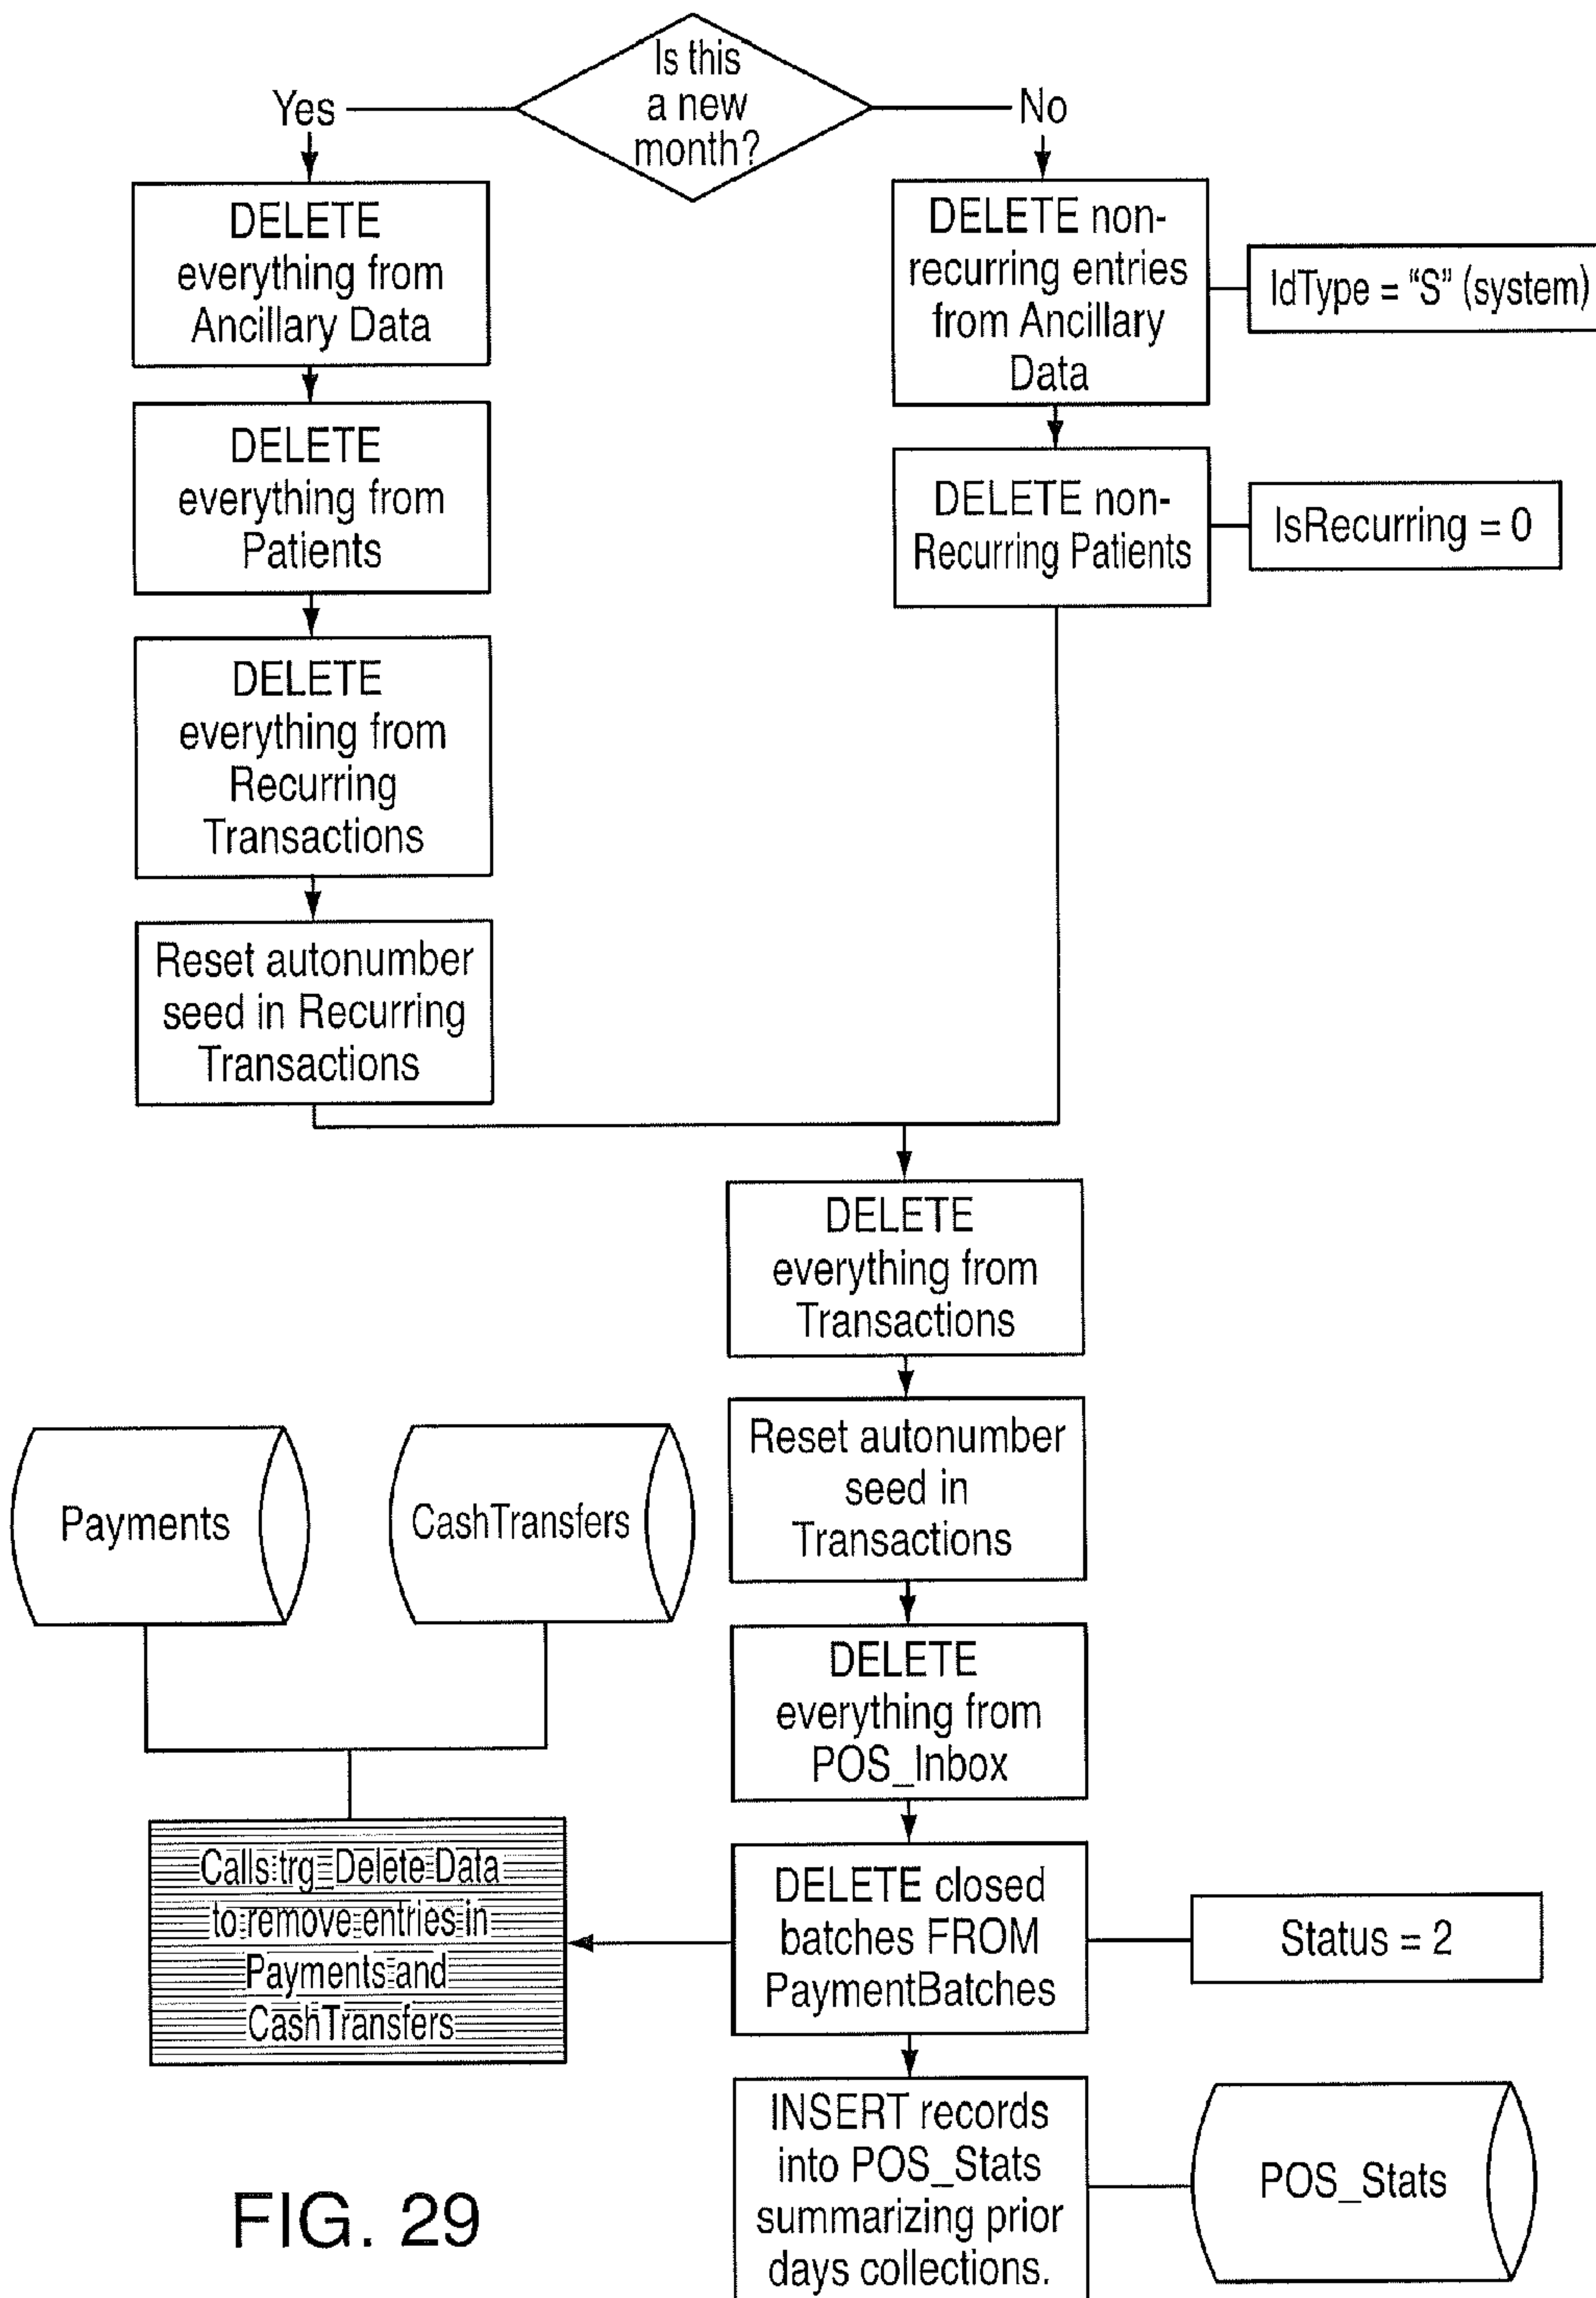 Is this
a new
month?
Yes
No
DELETE
everything from
Ancillary Data
DELETE
everything from
Patients
DELETE
everything from
Recurring
Transactions
Reset autonumber
seed in Recurring
Transactions
DELETE non-
recurring entries
from Ancillary
Data
IdType = “S” (system)
DELETE non-
Recurring Patients
IsRecurring = 0
DELETE
everything from
Transactions
Reset autonumber
seed in
Transactions
DELETE
everything from
POS_Inbox
DELETE closed
batches FROM
PaymentBatches
Status = 2
Payments
CashTransfers
Calls trg_Delete Data
to remove entries in
Payments and
CashTransfers
INSERT records
into POS_Stats
summarizing prior
days collections.
POS_Stats
FIG. 29